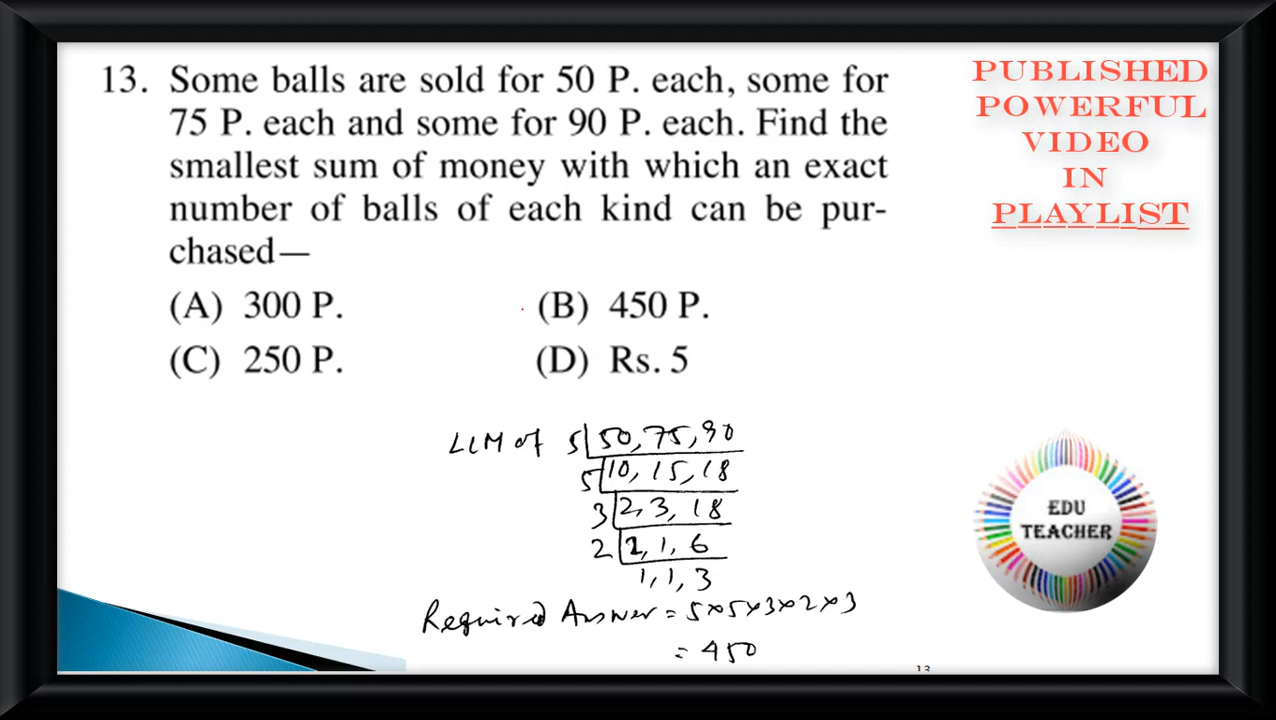 13. Some balls are sold for 50 P. each, some for
75 P. each and some for 90 P. each. Find the
smallest sum of money with which an exact
number of balls of each kind can be pur-
chased—
(A) 300 P. (B) 450 P.
(C) 250 P. (D) Rs. 5
PUBLISHED
POWERFUL
VIDEO
IN
PLAYLIST
LCM of 5 50, 75, 90
5 10, 15, 18
3 2, 3, 18
2 2, 1, 6
1, 1, 3
Required Answer = 5×5×3×2×3
= 450
EDU
TEACHER
13